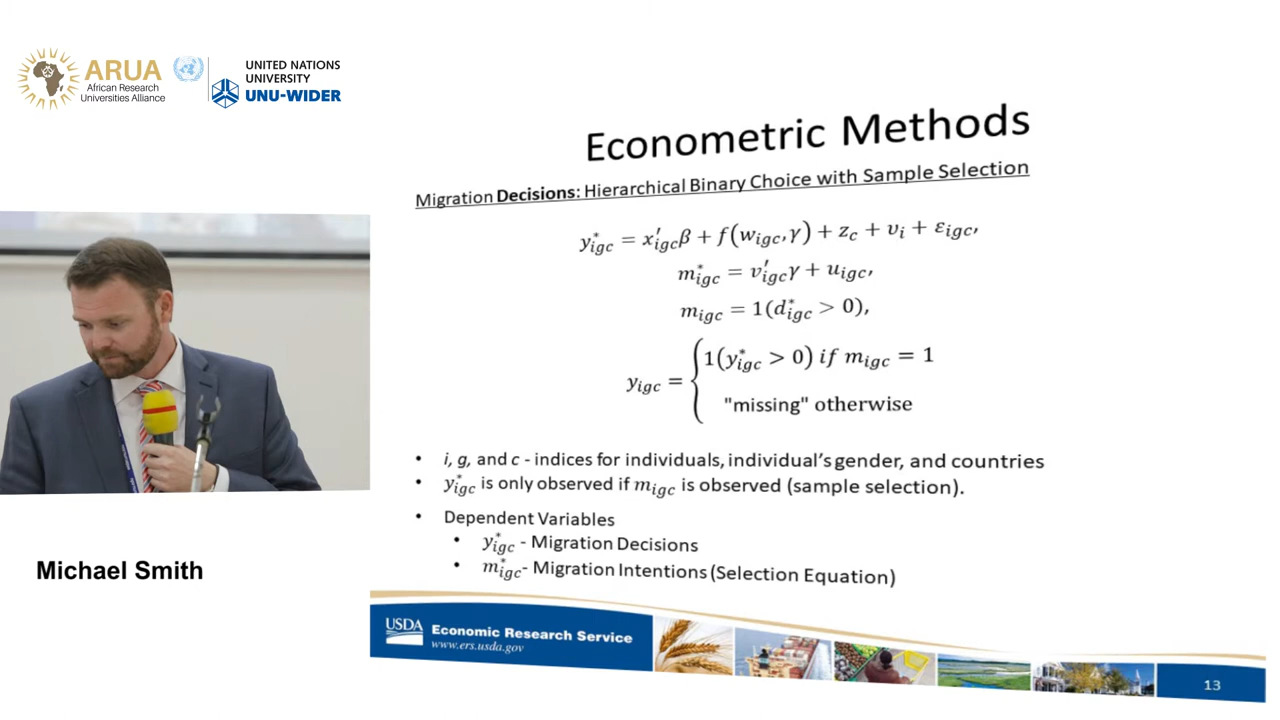 ARUA
African Research
Universities Alliance
UNITED NATIONS
UNIVERSITY
UNU-WIDER
Econometric Methods
Migration Decisions: Hierarchical Binary Choice with Sample Selection
y*igc = x′igcβ + f(wigc,γ) + zc + υi + εigc,
m*igc = v′igcγ + uigc,
migc = 1(d*igc > 0),
yigc = { 1(y*igc > 0) if migc = 1
"missing" otherwise
• i, g, and c - indices for individuals, individual's gender, and countries
• y*igc is only observed if migc is observed (sample selection).
• Dependent Variables
• y*igc - Migration Decisions
• m*igc- Migration Intentions (Selection Equation)
Michael Smith
USDA Economic Research Service
www.ers.usda.gov
13